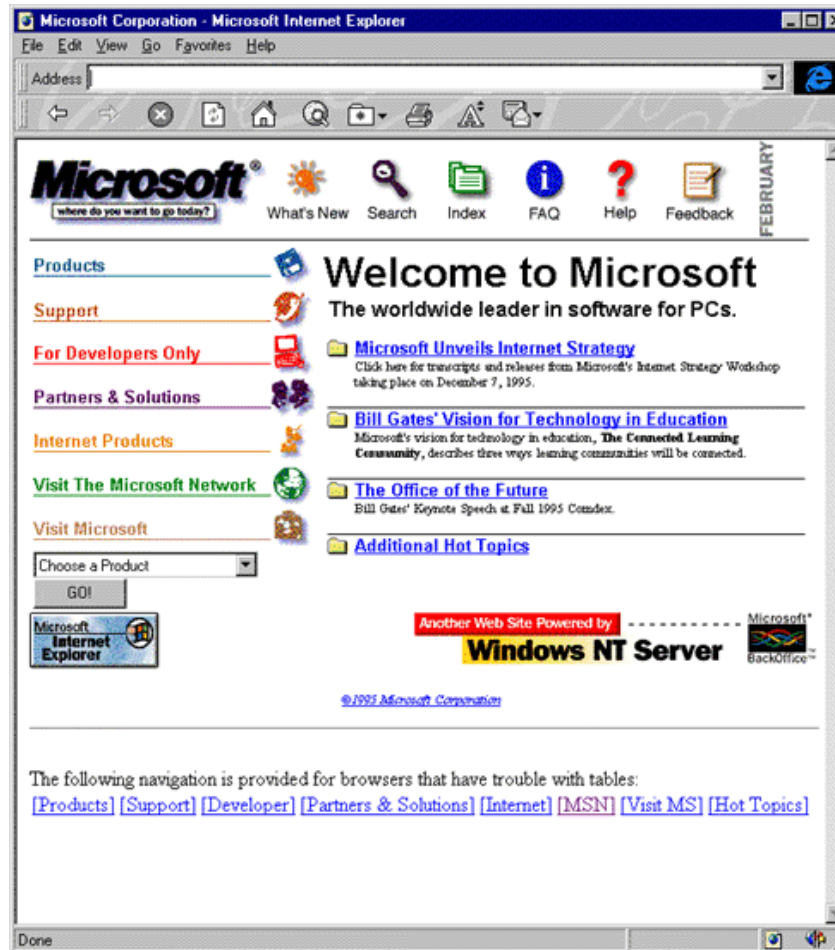 Microsoft Corporation - Microsoft Internet Explorer
File Edit View Go Favorites Help
Address
Microsoft®
where do you want to go today?
What's New Search Index FAQ Help Feedback
FEBRUARY
Products
Support
For Developers Only
Partners & Solutions
Internet Products
Visit The Microsoft Network
Visit Microsoft
Choose a Product
GO!
Welcome to Microsoft
The worldwide leader in software for PCs.
Microsoft Unveils Internet Strategy
Click here for transcripts and releases from Microsoft's Internet Strategy Workshop
taking place on December 7, 1995.
Bill Gates' Vision for Technology in Education
Microsoft's vision for technology in education, The Connected Learning
Community, describes three ways learning communities will be connected.
The Office of the Future
Bill Gates' Keynote Speech at Fall 1995 Comdex.
Additional Hot Topics
Microsoft
Internet
Explorer
Another Web Site Powered by
Windows NT Server
Microsoft®
BackOffice™
©1995 Microsoft Corporation
The following navigation is provided for browsers that have trouble with tables:
[Products] [Support] [Developer] [Partners & Solutions] [Internet] [MSN] [Visit MS] [Hot Topics]
Done